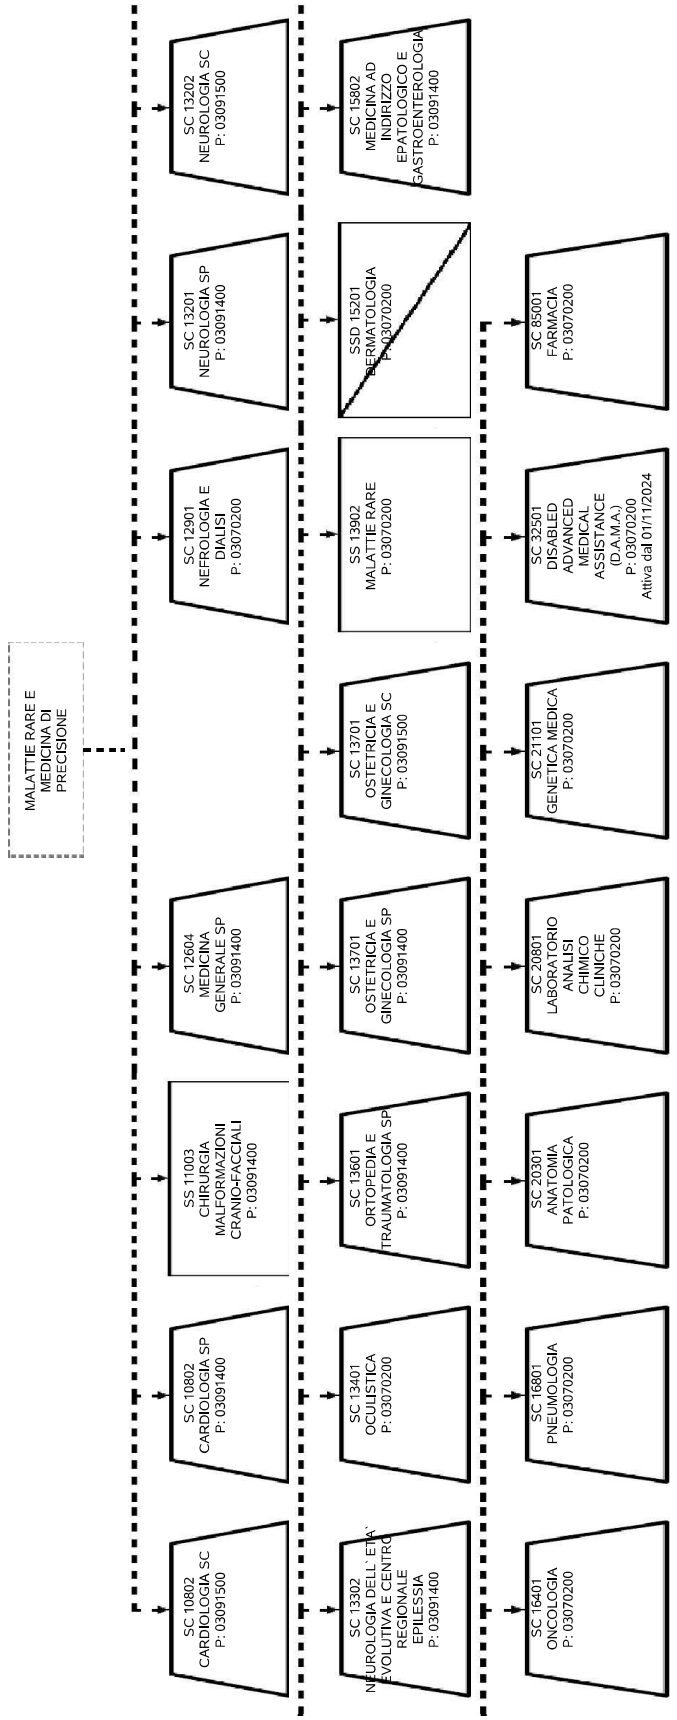 MALATTIE RARE E
MEDICINA DI
PRECISIONE
SC 10802
CARDIOLOGIA SC
P: 03091500
SC 10802
CARDIOLOGIA SP
P: 03091400
SS 11003
CHIRURGIA
MALFORMAZIONI
CRANIO-FACCIALI
P: 03091400
SC 12604
MEDICINA
GENERALE SP
P: 03091400
SC 12901
NEFROLOGIA E
DIALISI
P: 03070200
SC 13201
NEUROLOGIA SP
P: 03091400
SC 13202
NEUROLOGIA SC
P: 03091500
SC 13302
NEUROLOGIA DELL` ETA`
EVOLUTIVA E CENTRO
REGIONALE
EPILESSIA
P: 03091400
SC 13401
OCULISTICA
P: 03070200
SC 13601
ORTOPEDIA E
TRAUMATOLOGIA SP
P: 03091400
SC 13701
OSTETRICIA E
GINECOLOGIA SP
P: 03091400
SC 13701
OSTETRICIA E
GINECOLOGIA SC
P: 03091500
SS 13902
MALATTIE RARE
P: 03070200
SSD 15201
DERMATOLOGIA
P: 03070200
SC 15802
MEDICINA AD
INDIRIZZO
EPATOLOGICO E
GASTROENTEROLOGIA
P: 03091400
SC 16401
ONCOLOGIA
P: 03070200
SC 16801
PNEUMOLOGIA
P: 03070200
SC 20301
ANATOMIA
PATOLOGICA
P: 03070200
SC 20801
LABORATORIO
ANALISI
CHIMICO
CLINICHE
P: 03070200
SC 21101
GENETICA MEDICA
P: 03070200
SC 32501
DISABLED
ADVANCED
MEDICAL
ASSISTANCE
(D.A.M.A.)
P: 03070200
Attiva dal 01/11/2024
SC 85001
FARMACIA
P: 03070200